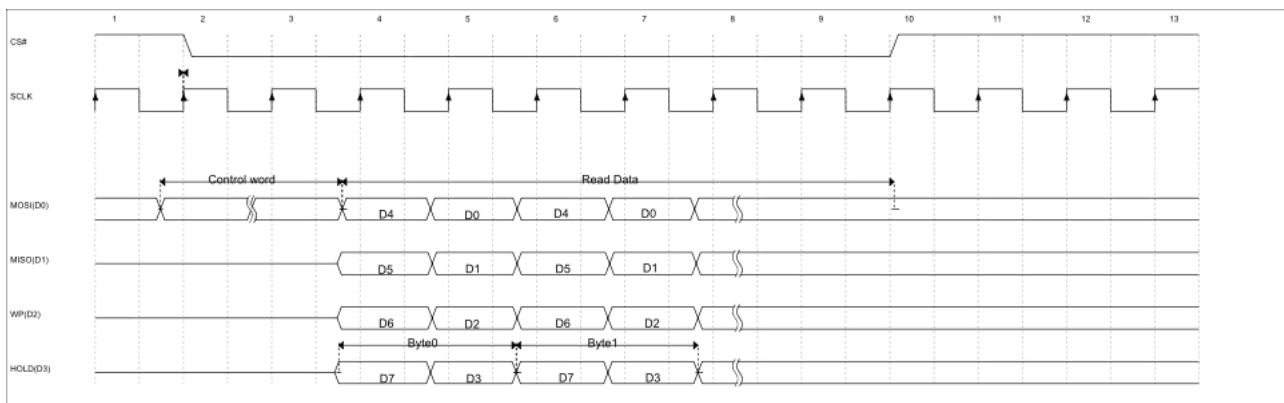 1 2 3 4 5 6 7 8 9 10 11 12 13
CS#
SCLK
Control word Read Data
MOSI(D0) D4 D0 D4 D0
MISO(D1) D5 D1 D5 D1
WP(D2) D6 D2 D6 D2
Byte0 Byte1
HOLD(D3) D7 D3 D7 D3